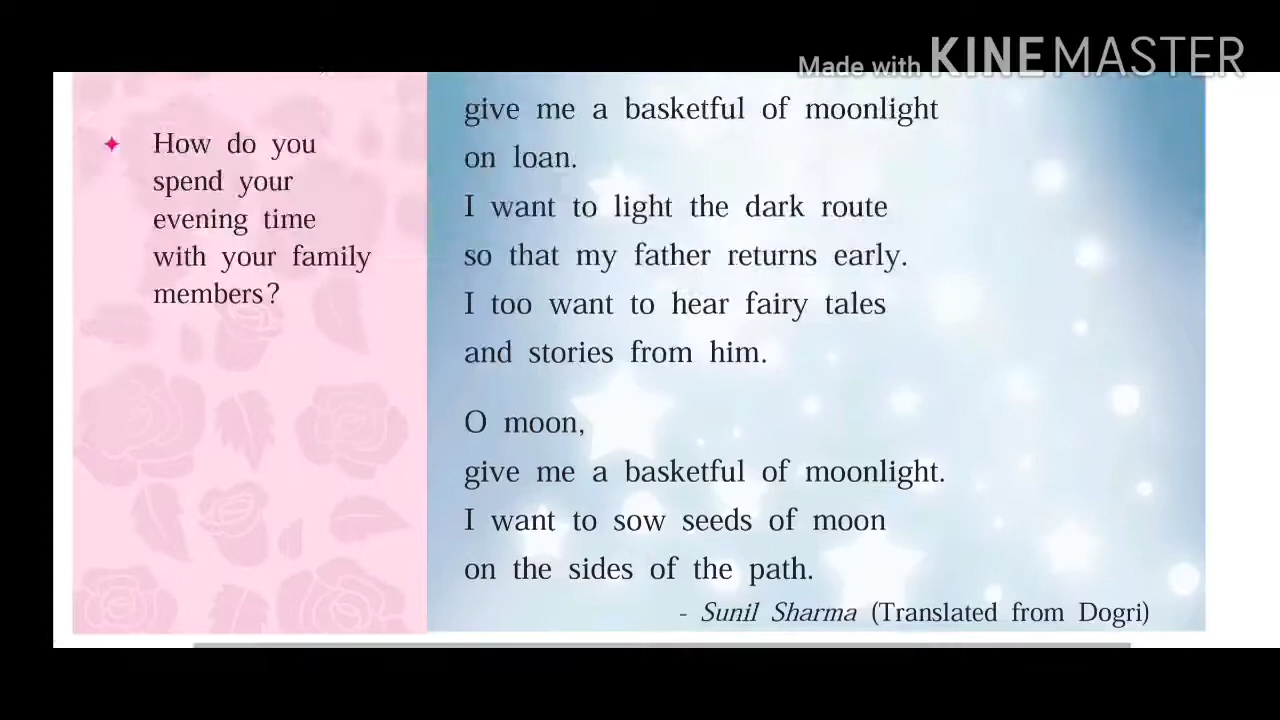 Made with KINEMASTER
✦ How do you
spend your
evening time
with your family
members?
give me a basketful of moonlight
on loan.
I want to light the dark route
so that my father returns early.
I too want to hear fairy tales
and stories from him.
O moon,
give me a basketful of moonlight.
I want to sow seeds of moon
on the sides of the path.
- Sunil Sharma (Translated from Dogri)